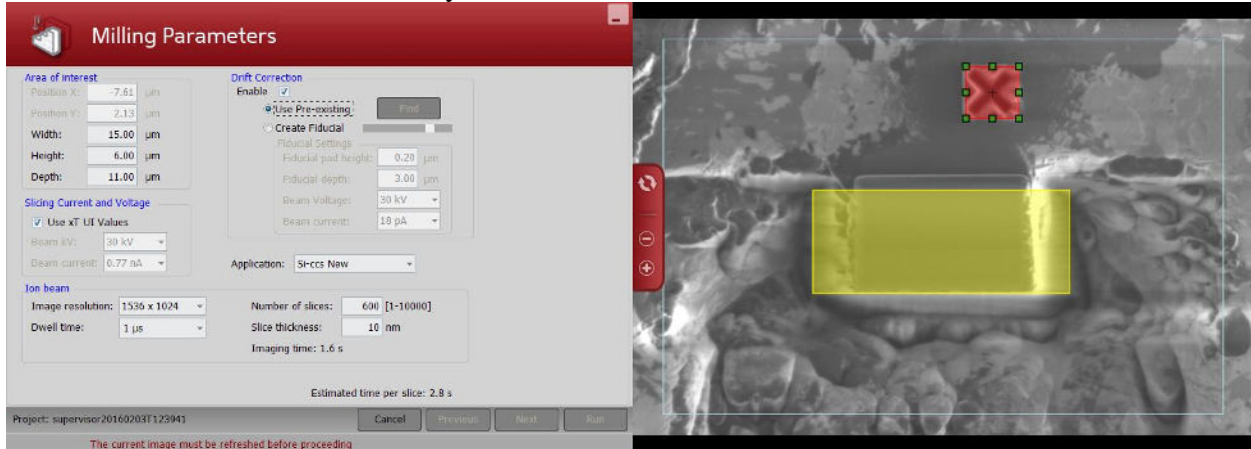 Milling Parameters
Area of interest
Position X: -7.61 µm
Position Y: 2.13 µm
Width: 15.00 µm
Height: 6.00 µm
Depth: 11.00 µm
Slicing Current and Voltage
Use xT UI Values
Beam kV: 30 kV
Beam current: 0.77 nA
Drift Correction
Enable
Use Pre-existing Find
Create Fiducial
Fiducial Settings
Fiducial pad height: 0.20 µm
Fiducial depth: 3.00 µm
Beam Voltage: 30 kV
Beam current: 18 pA
Application: Si-ccs New
Ion beam
Image resolution: 1536 x 1024
Dwell time: 1 µs
Number of slices: 600 [1-10000]
Slice thickness: 10 nm
Imaging time: 1.6 s
Estimated time per slice: 2.8 s
Project: supervisor20160203T123941
Cancel Previous Next Run
The current image must be refreshed before proceeding